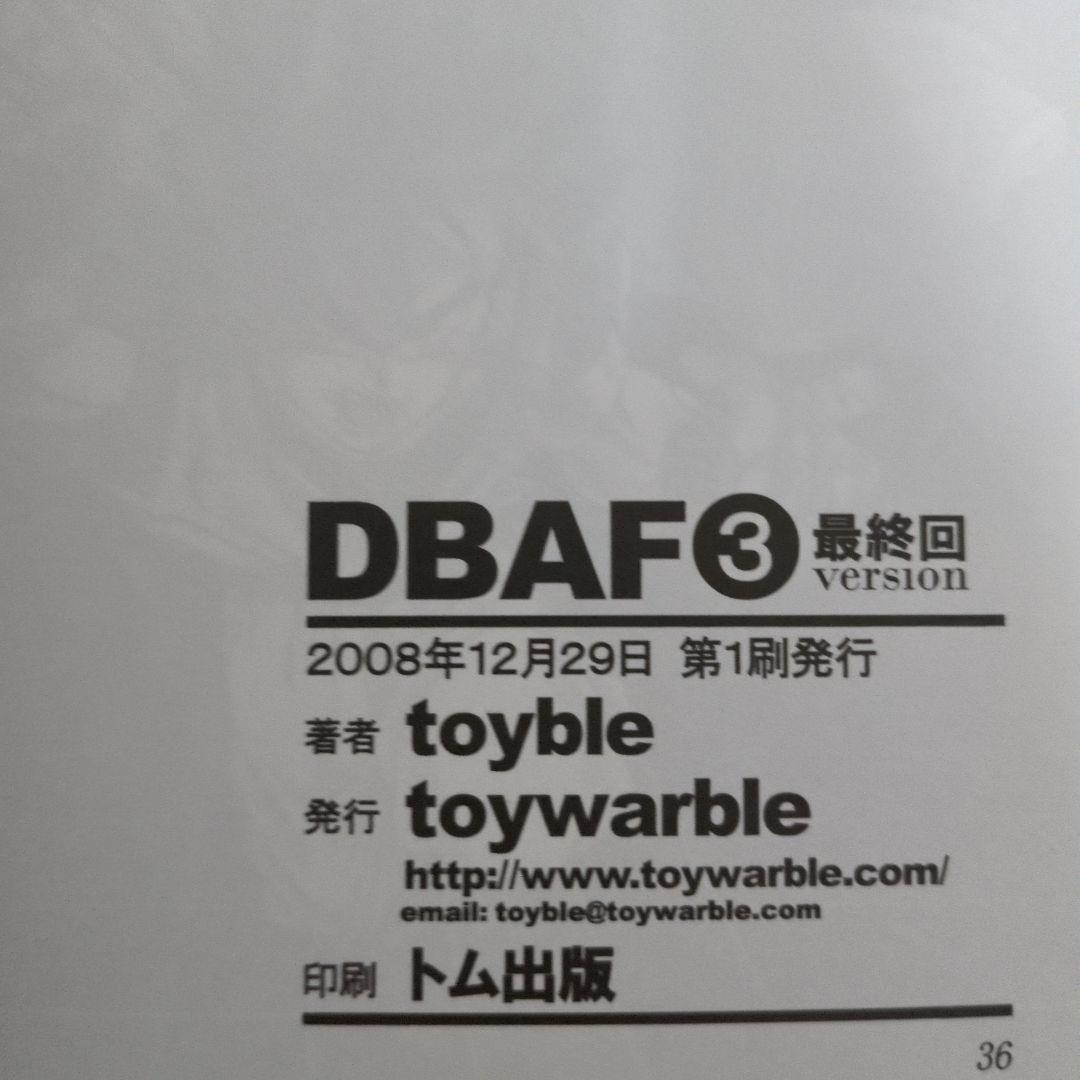 DBAF③最終回
version
2008年12月29日 第1刷発行
著者 toyble
発行 toywarble
http://www.toywarble.com/
email: toyble@toywarble.com
印刷 トム出版
36